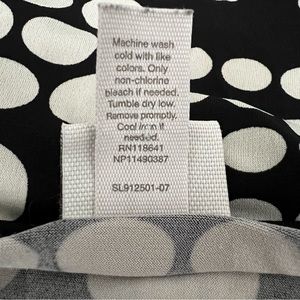 Machine wash
cold with like
colors. Only
non-chlorine
bleach if needed.
Tumble dry low.
Remove promptly.
Cool iron it
needed.
RN118641
NP11490387
SL912501-07